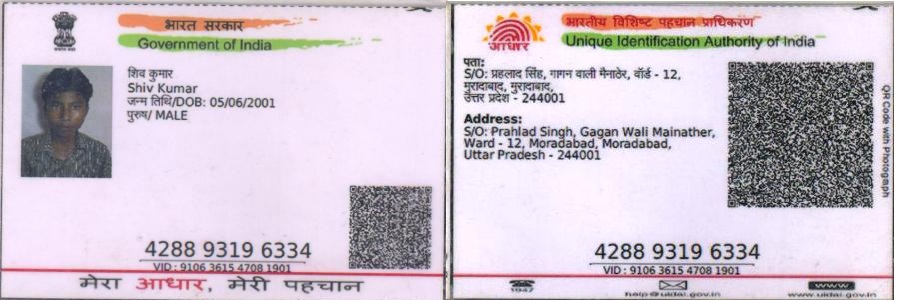 भारत सरकार
Government of India
शिव कुमार
Shiv Kumar
जन्म तिथि/DOB: 05/06/2001
पुरुष/ MALE
4288 9319 6334
VID : 9106 3615 4708 1901
मेरा आधार, मेरी पहचान
आधार
भारतीय विशिष्ट पहचान प्राधिकरण
Unique Identification Authority of India
पता:
S/O: प्रहलाद सिंह, गागन वाली मैनाठेर, वॉर्ड - 12,
मुरादाबाद, मुरादाबाद,
उत्तर प्रदेश - 244001
Address:
S/O: Prahlad Singh, Gagan Wali Mainather,
Ward - 12, Moradabad, Moradabad,
Uttar Pradesh - 244001
QR Code with Photograph
4288 9319 6334
VID : 9106 3615 4708 1901
1947
help@uidai.gov.in
www
www.uidai.gov.in